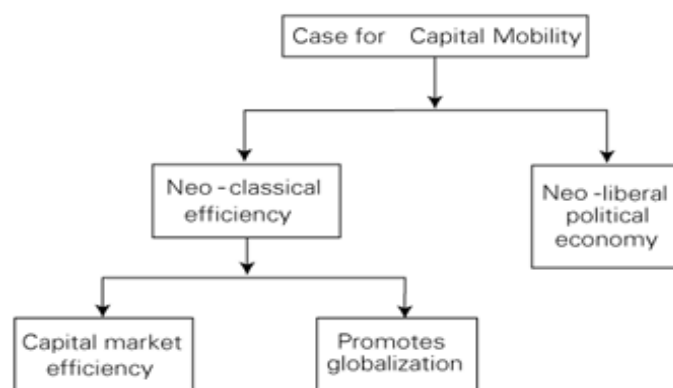 Case for Capital Mobility
Neo-classical
efficiency
Neo-liberal
political
economy
Capital market
efficiency
Promotes
globalization